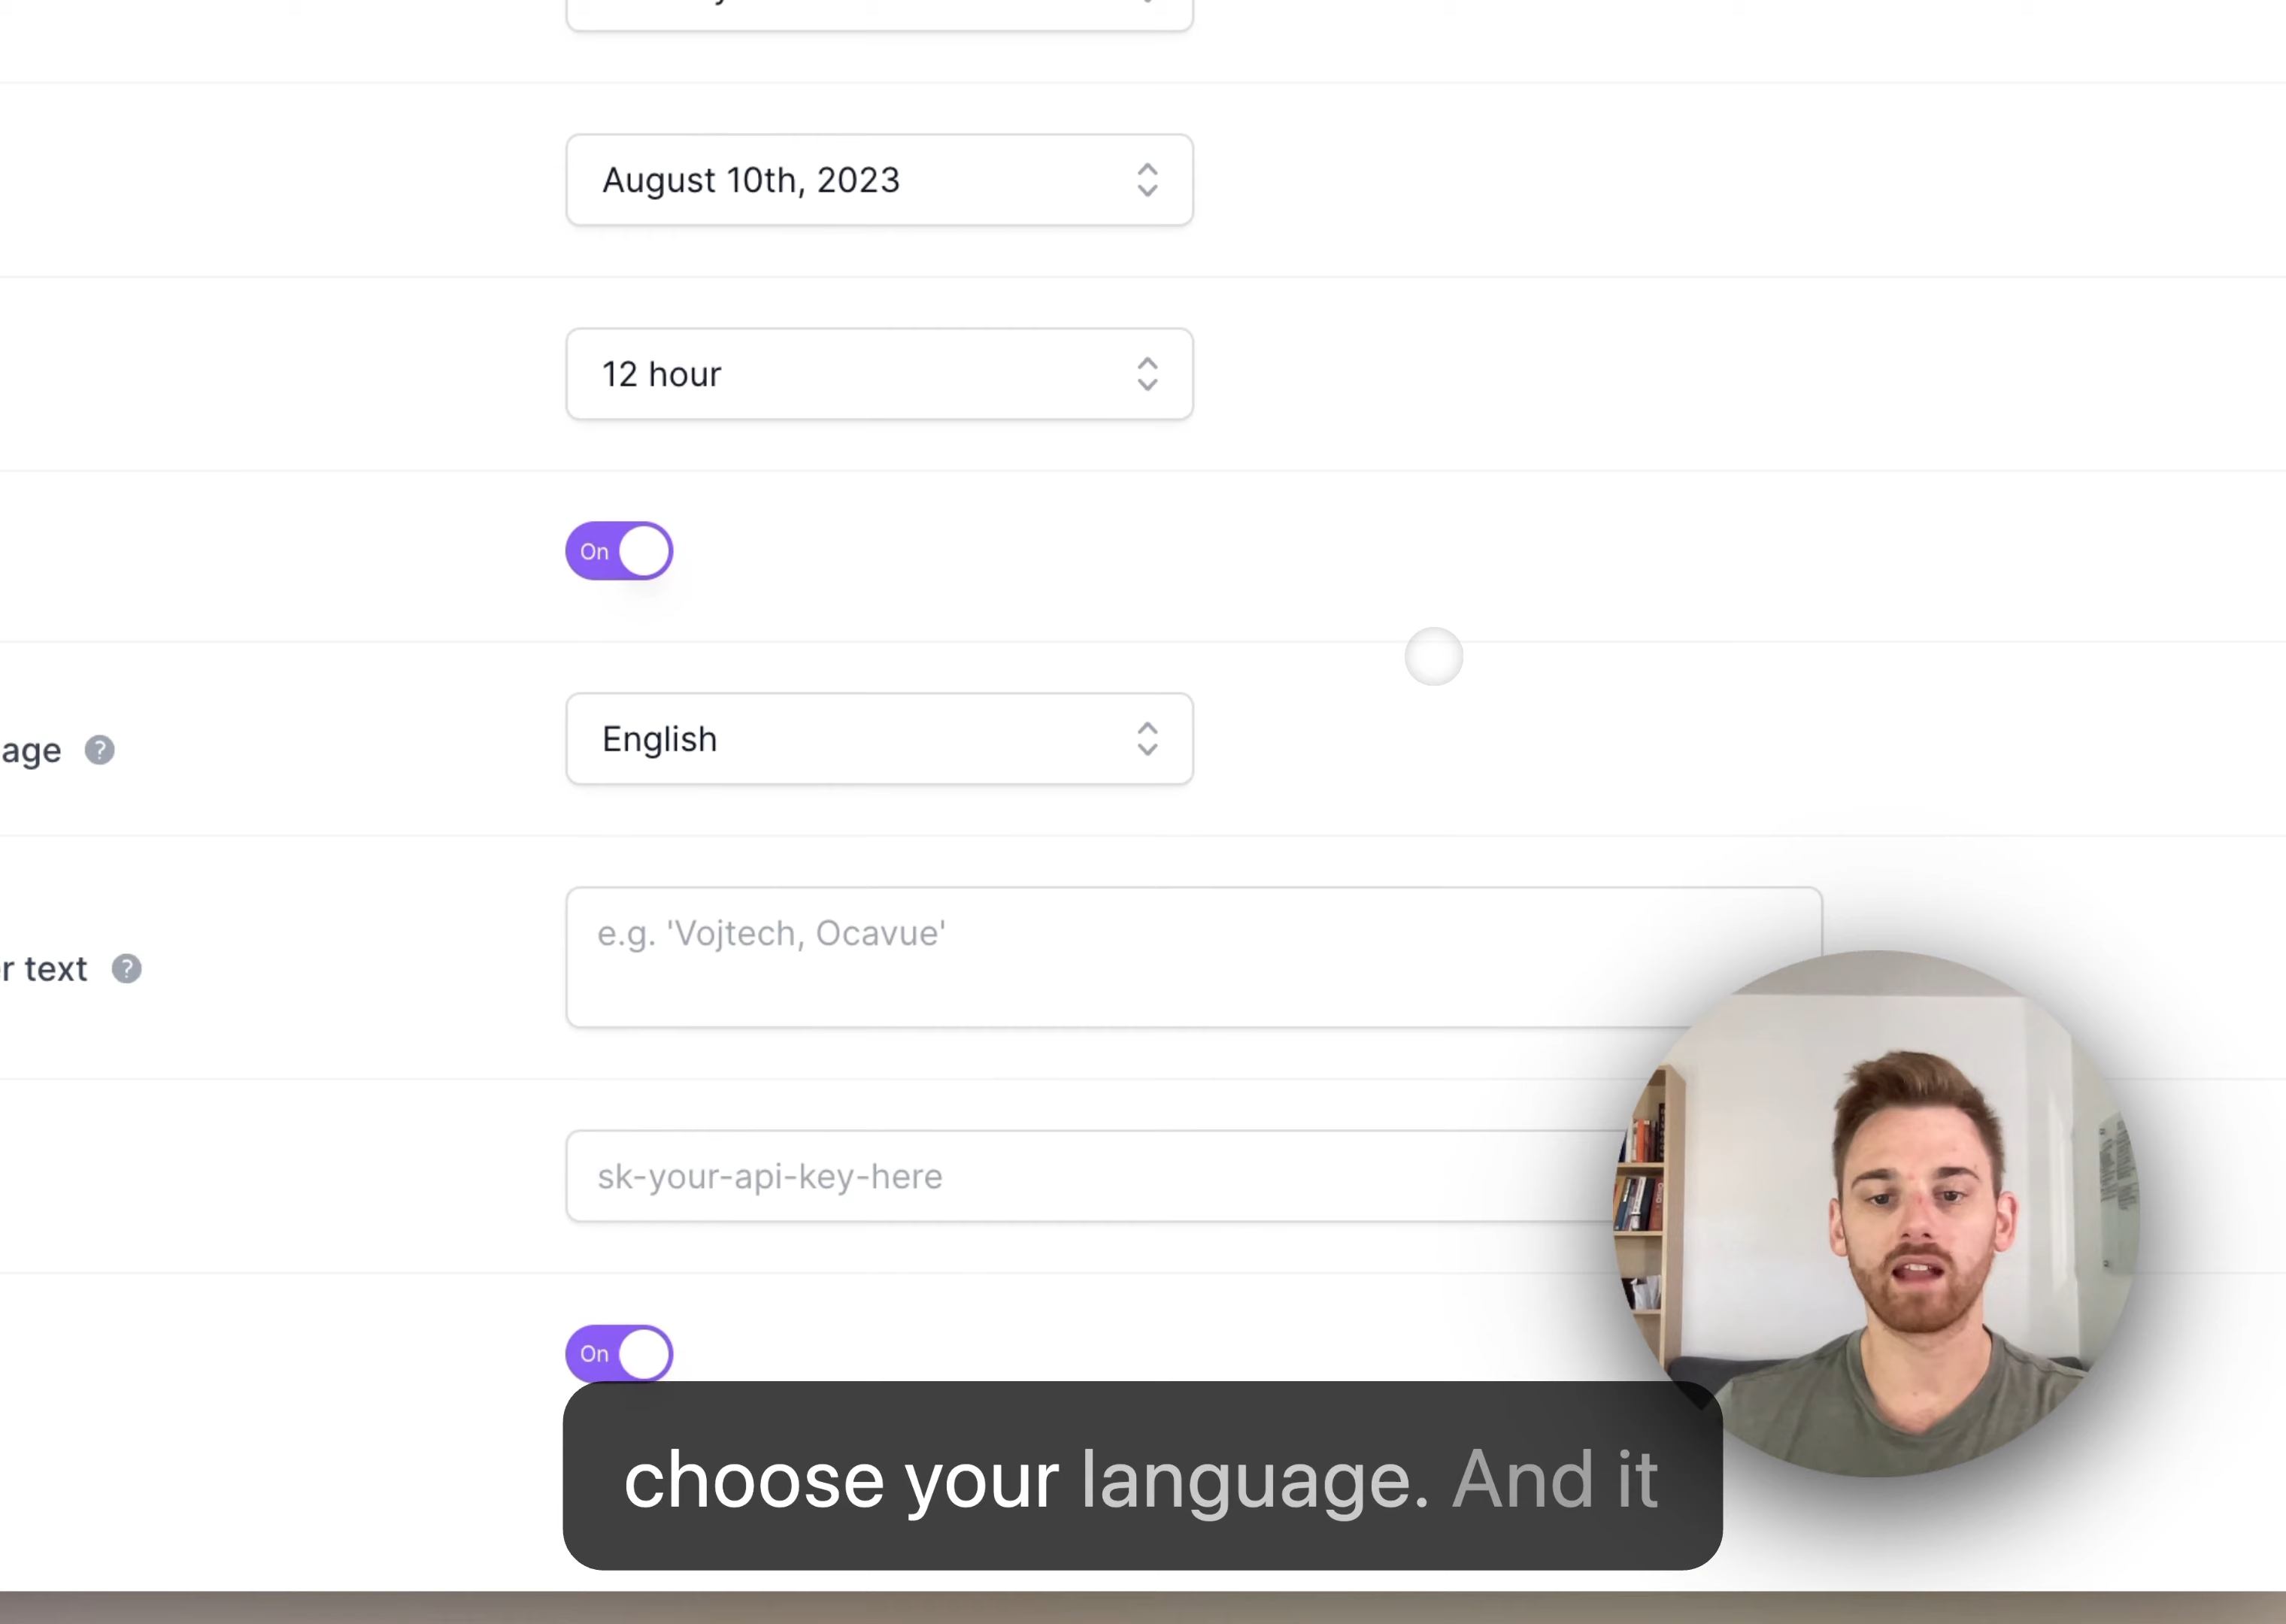 August 10th, 2023
12 hour
On
age ?
English
r text ?
e.g. 'Vojtech, Ocavue'
sk-your-api-key-here
On
choose your language. And it